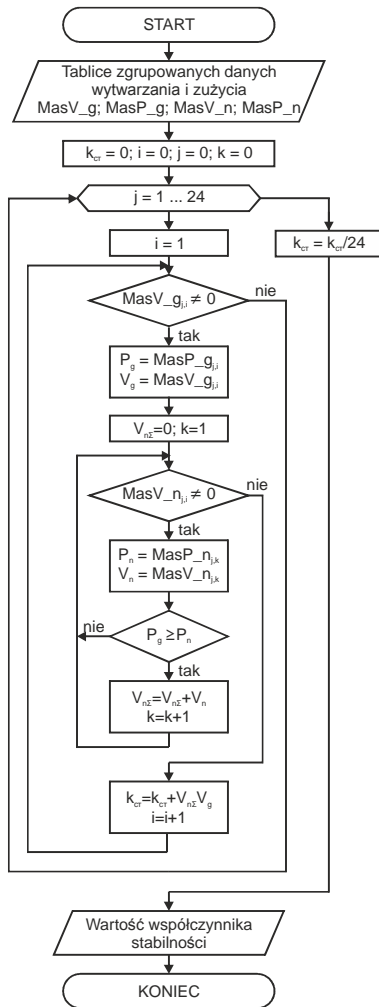 START
Tablice zgrupowanych danych
wytwarzania i zużycia
MasV_g; MasP_g; MasV_n; MasP_n
k_ст = 0; i = 0; j = 0; k = 0
j = 1 ... 24
i = 1
k_ст = k_ст/24
MasV_g_j,i ≠ 0
nie
tak
P_g = MasP_g_j,i
V_g = MasV_g_j,i
V_nΣ=0; k=1
MasV_n_j,i ≠ 0
nie
tak
P_n = MasP_n_j,k
V_n = MasV_n_j,k
nie
P_g ≥P_n
tak
V_nΣ=V_nΣ+V_n
k=k+1
k_ст=k_ст+V_nΣV_g
i=i+1
Wartość współczynnika
stabilności
KONIEC